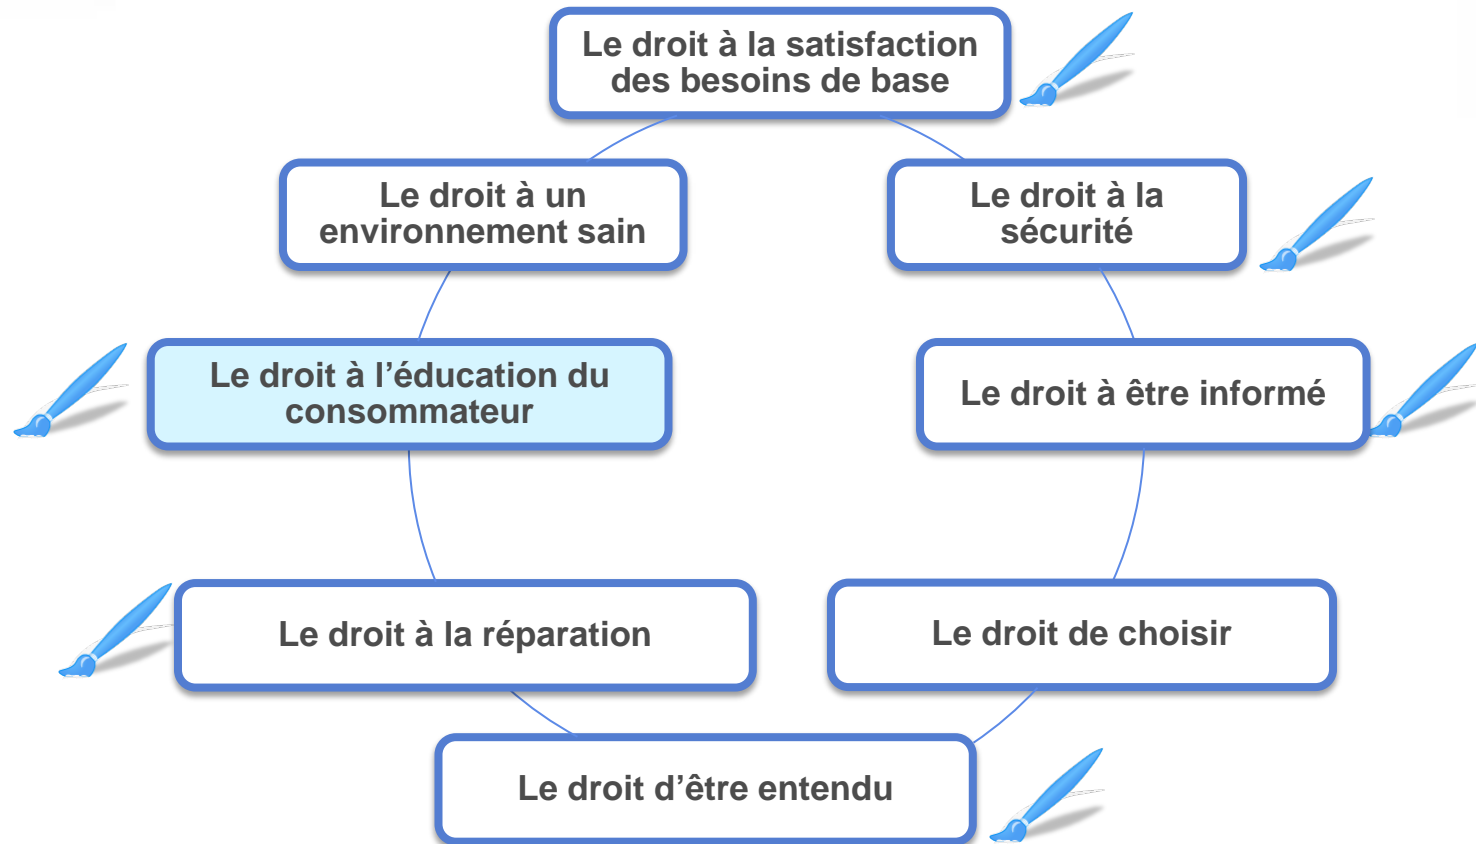 Le droit à la satisfaction
des besoins de base
Le droit à un
environnement sain
Le droit à la
sécurité
Le droit à l’éducation du
consommateur
Le droit à être informé
Le droit à la réparation
Le droit de choisir
Le droit d’être entendu